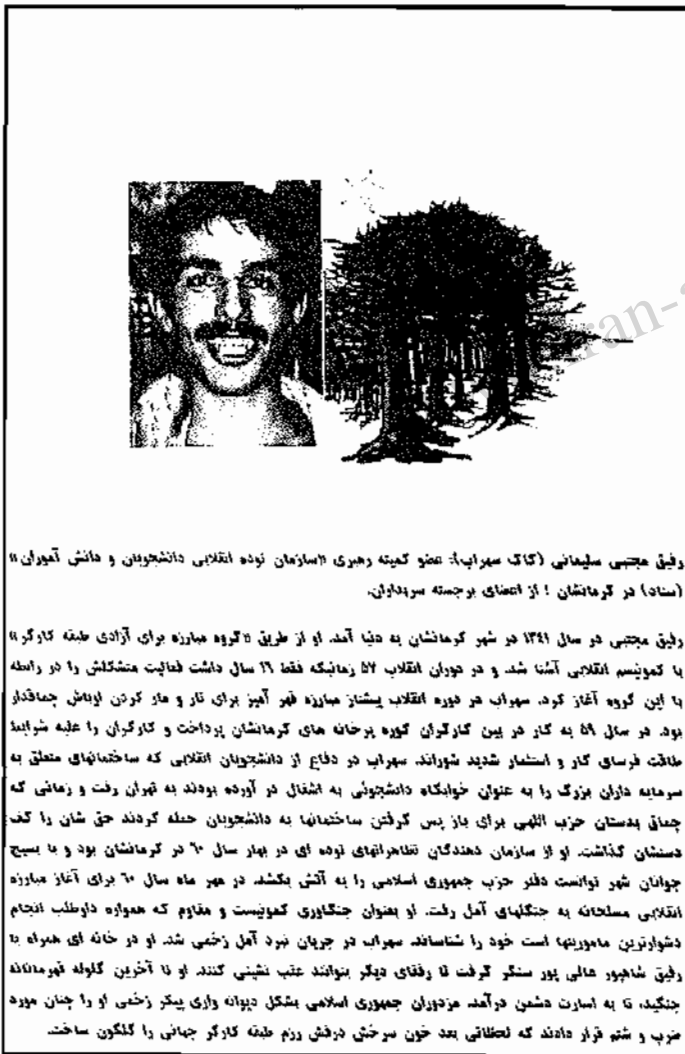 رفیق مجتبی سلیمانی (کاک سهراب): عضو کمیته رهبری «سازمان توده انقلابی دانشجویان و دانش آموزان»
(ستاد) در کرمانشان ! از اعضای برجسته سربداران.
رفیق مجتبی در سال ۱۳۴۱ در شهر کرمانشان به دنیا آمد. او از طریق «گروه مبارزه برای آزادی طبقه کارگر»
با کمونیسم انقلابی آشنا شد. و در دوران انقلاب ۵۷ زمانیکه فقط ۱۶ سال داشت فعالیت متشکلش را در رابطه
با این گروه آغاز کرد. سهراب در دوره انقلاب پیشتاز مبارزه قهر آمیز برای تار و مار کردن اوباش چماقدار
بود. در سال ۵۹ به کار در بین کارگران کوره پزخانه های کرمانشان پرداخت و کارگران را علیه شرایط
طاقت فرسای کار و استثمار شدید شوراند. سهراب در دفاع از دانشجویان انقلابی که ساختمانهای متعلق به
سرمایه داران بزرگ را به عنوان خوابگاه دانشجوئی به اشغال در آورده بودند به تهران رفت و زمانی که
چماق بدستان حزب اللهی برای باز پس گرفتن ساختمانها به دانشجویان حمله کردند حق شان را کف
دستشان گذاشت. او از سازمان دهندگان تظاهراتهای توده ای در بهار سال ۶۰ در کرمانشان بود و با بسیج
جوانان شهر توانست دفتر حزب جمهوری اسلامی را به آتش بکشد. در مهر ماه سال ۶۰ برای آغاز مبارزه
انقلابی مسلحانه به جنگلهای آمل رفت. او بعنوان جنگاوری کمونیست و مقاوم که همواره داوطلب انجام
دشوارترین ماموریتها است خود را شناساند. سهراب در جریان نبرد آمل زخمی شد. او در خانه ای همراه با
رفیق شاهپور عالی پور سنگر گرفت تا رفقای دیگر بتوانند عقب نشینی کنند. او تا آخرین گلوله قهرمانانه
جنگید، تا به اسارت دشمن درآمد. مزدوران جمهوری اسلامی بشکل دیوانه واری پیکر زخمی او را چنان مورد
ضرب و شتم قرار دادند که لحظاتی بعد خون سرخش درفش رزم طبقه کارگر جهانی را گلگون ساخت.